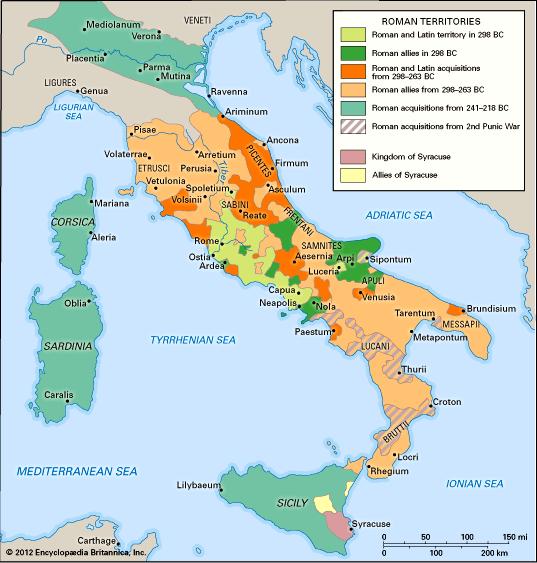 ROMAN TERRITORIES
Roman and Latin territory in 298 BC
Roman allies in 298 BC
Roman and Latin acquisitions
from 298–263 BC
Roman allies from 298–263 BC
Roman acquisitions from 241–218 BC
Roman acquisitions from 2nd Punic War
Kingdom of Syracuse
Allies of Syracuse
VENETI
Mediolanum
Verona
Po
Placentia
Parma
Mutina
LIGURES
Genua
Ravenna
LIGURIAN
SEA
Ariminum
Pisae
Ancona
PICENTES
Volaterrae
Arretium
Firmum
ETRUSCI
Perusia
Tiber
Vetulonia
Spoletium
Asculum
Volsinii
SABINI
Mariana
Reate
FRENTANI
ADRIATIC SEA
CORSICA
Aleria
Rome
SAMNITES
Ostia
Aesernia
Arpi
Sipontum
Ardea
Luceria
APULI
Capua
Venusia
Oblia
Neapolis
Nola
Tarentum
Brundisium
MESSAPII
Paestum
Metapontum
TYRRHENIAN SEA
LUCANI
SARDINIA
Thurii
Caralis
Croton
BRUTTII
Locri
MEDITERRANEAN SEA
Rhegium
IONIAN SEA
Lilybaeum
SICILY
Syracuse
Carthage
0 50 100 150 mi
0 100 200 km
© 2012 Encyclopædia Britannica, Inc.